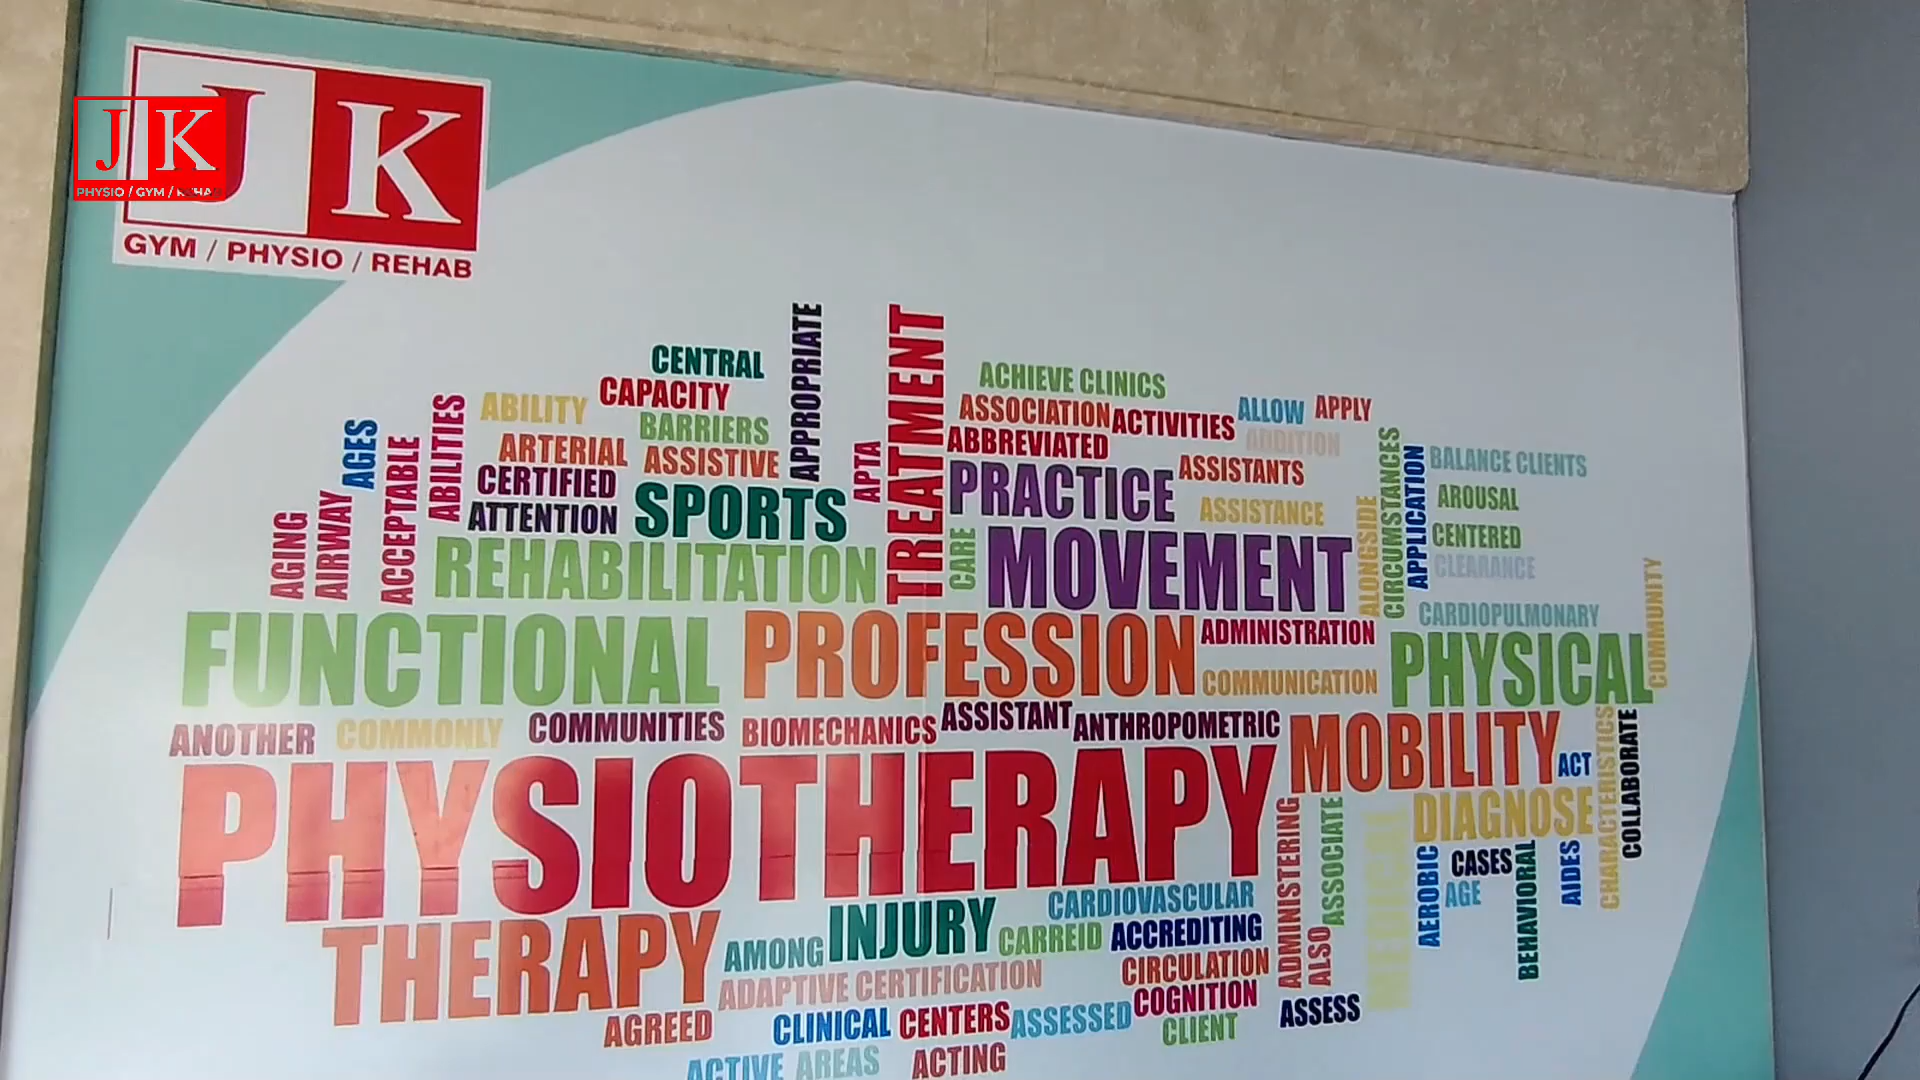 JK
GYM / PHYSIO / REHAB
JK
PHYSIO / GYM / REHAB
CENTRAL
CAPACITY
ABILITY
BARRIERS
ARTERIAL
ASSISTIVE
CERTIFIED
ATTENTION
SPORTS
APPROPRIATE
AGES
ABILITIES
ACCEPTABLE
AIRWAY
AGING
REHABILITATION
APTA
TREATMENT
ACHIEVE CLINICS
ASSOCIATION
ACTIVITIES
ALLOW
APPLY
ABBREVIATED
ADDITION
PRACTICE
ASSISTANTS
ASSISTANCE
CARE
MOVEMENT
ALONGSIDE
CIRCUMSTANCES
APPLICATION
BALANCE CLIENTS
AROUSAL
CENTERED
CLEARANCE
CARDIOPULMONARY
COMMUNITY
FUNCTIONAL
PROFESSION
ADMINISTRATION
COMMUNICATION
PHYSICAL
ANOTHER
COMMONLY
COMMUNITIES
BIOMECHANICS
ASSISTANT
ANTHROPOMETRIC
MOBILITY
ACT
CHARACTERISTICS
COLLABORATE
PHYSIOTHERAPY
DIAGNOSE
ADMINISTERING
ASSOCIATE
MEDICAL
AEROBIC
CASES
AGE
BEHAVIORAL
AIDES
THERAPY
AMONG
INJURY
CARDIOVASCULAR
CARREID
ACCREDITING
ALSO
ADAPTIVE CERTIFICATION
CIRCULATION
AGREED
CLINICAL
CENTERS
ASSESSED
COGNITION
CLIENT
ASSESS
ACTIVE
AREAS
ACTING